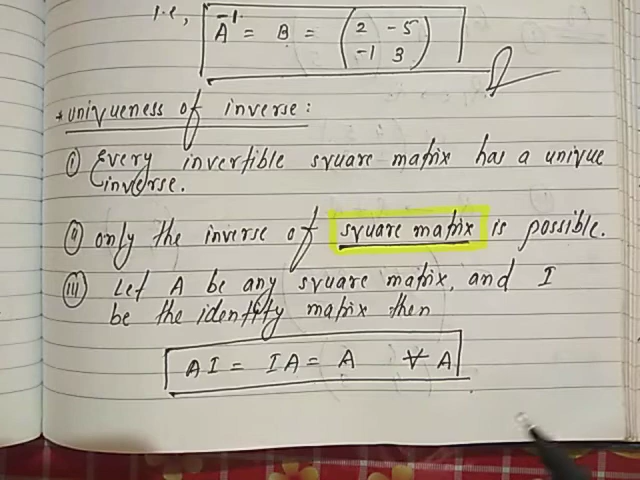 i.e, A⁻¹ = B = (2 -5
-1 3)
* uniqueness of inverse:
(i) Every invertible square matrix has a unique
inverse.
(ii) only the inverse of square matrix is possible.
(iii) Let A be any square matrix, and I
be the identity matrix then
AI = IA = A ∀ A